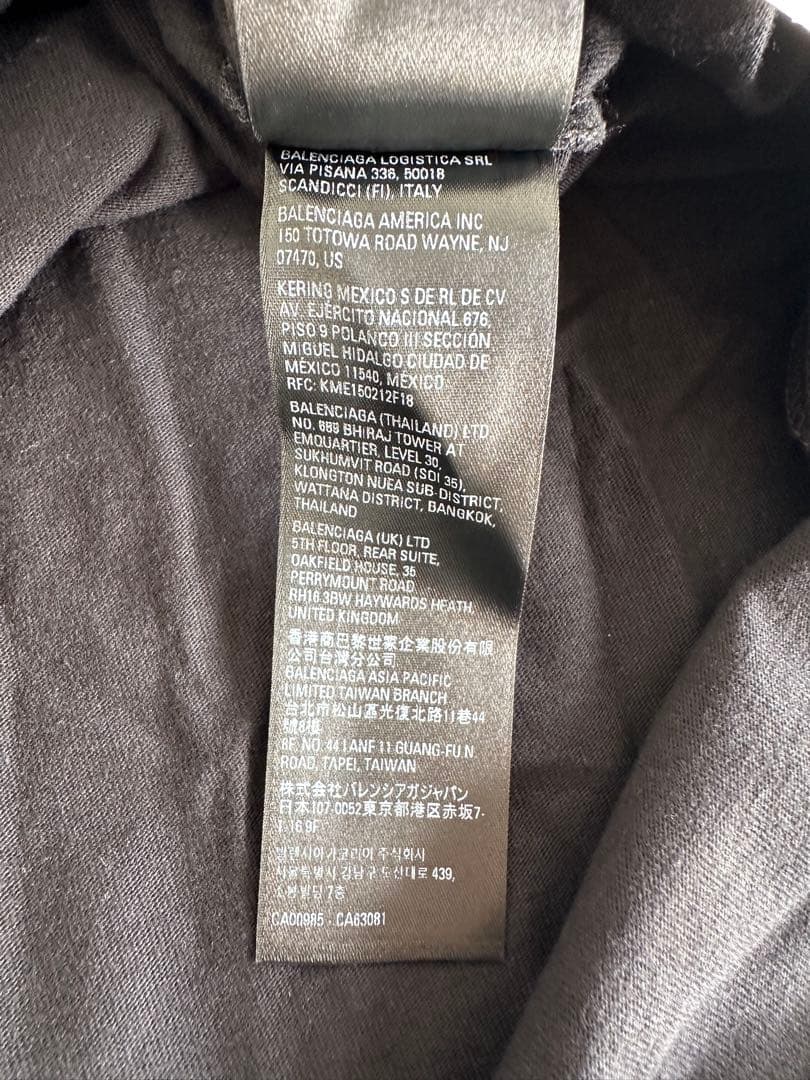 BALENCIAGA LOGISTICA SRL
VIA PISANA 336, 50018
SCANDICCI (FI), ITALY
BALENCIAGA AMERICA INC
150 TOTOWA ROAD WAYNE, NJ
07470, US
KERING MEXICO S DE RL DE CV
AV. EJÉRCITO NACIONAL 676,
PISO 9 POLANCO III SECCIÓN
MIGUEL HIDALGO CIUDAD DE
MÉXICO 11540, MÉXICO
RFC: KME150212F18
BALENCIAGA (THAILAND) LTD
NO. 689 BHIRAJ TOWER AT
EMQUARTIER, LEVEL 30,
SUKHUMVIT ROAD (SOI 35),
KLONGTON NUEA SUB-DISTRICT,
WATTANA DISTRICT, BANGKOK,
THAILAND
BALENCIAGA (UK) LTD
5TH FLOOR, REAR SUITE,
OAKFIELD HOUSE, 35
PERRYMOUNT ROAD
RH16 3BW HAYWARDS HEATH,
UNITED KINGDOM
香港商巴黎世家企業股份有限
公司台灣分公司
BALENCIAGA ASIA PACIFIC
LIMITED TAIWAN BRANCH
台北市松山區光復北路11巷44
號8樓
8F, NO. 44 LANE 11 GUANG-FU N.
ROAD, TAPEI, TAIWAN
株式会社バレンシアガジャパン
日本107-0052東京都港区赤坂7-
1-16 9F
발렌시아가코리아 주식회사
서울특별시 강남구 도산대로 439,
소봉빌딩 7층
CA00985 - CA63081